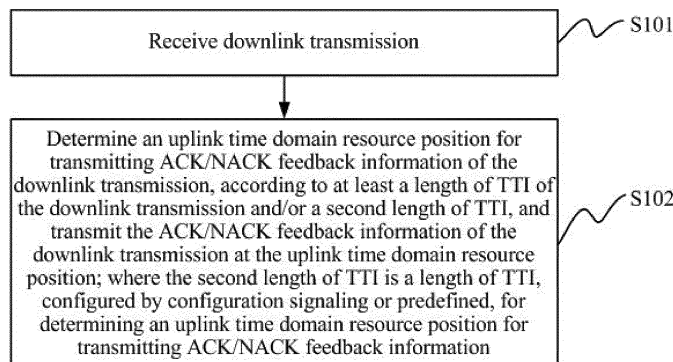 Receive downlink transmission
S101
Determine an uplink time domain resource position for
transmitting ACK/NACK feedback information of the
downlink transmission, according to at least a length of TTI of
the downlink transmission and/or a second length of TTI, and
transmit the ACK/NACK feedback information of the
downlink transmission at the uplink time domain resource
position; where the second length of TTI is a length of TTI,
configured by configuration signaling or predefined, for
determining an uplink time domain resource position for
transmitting ACK/NACK feedback information
S102